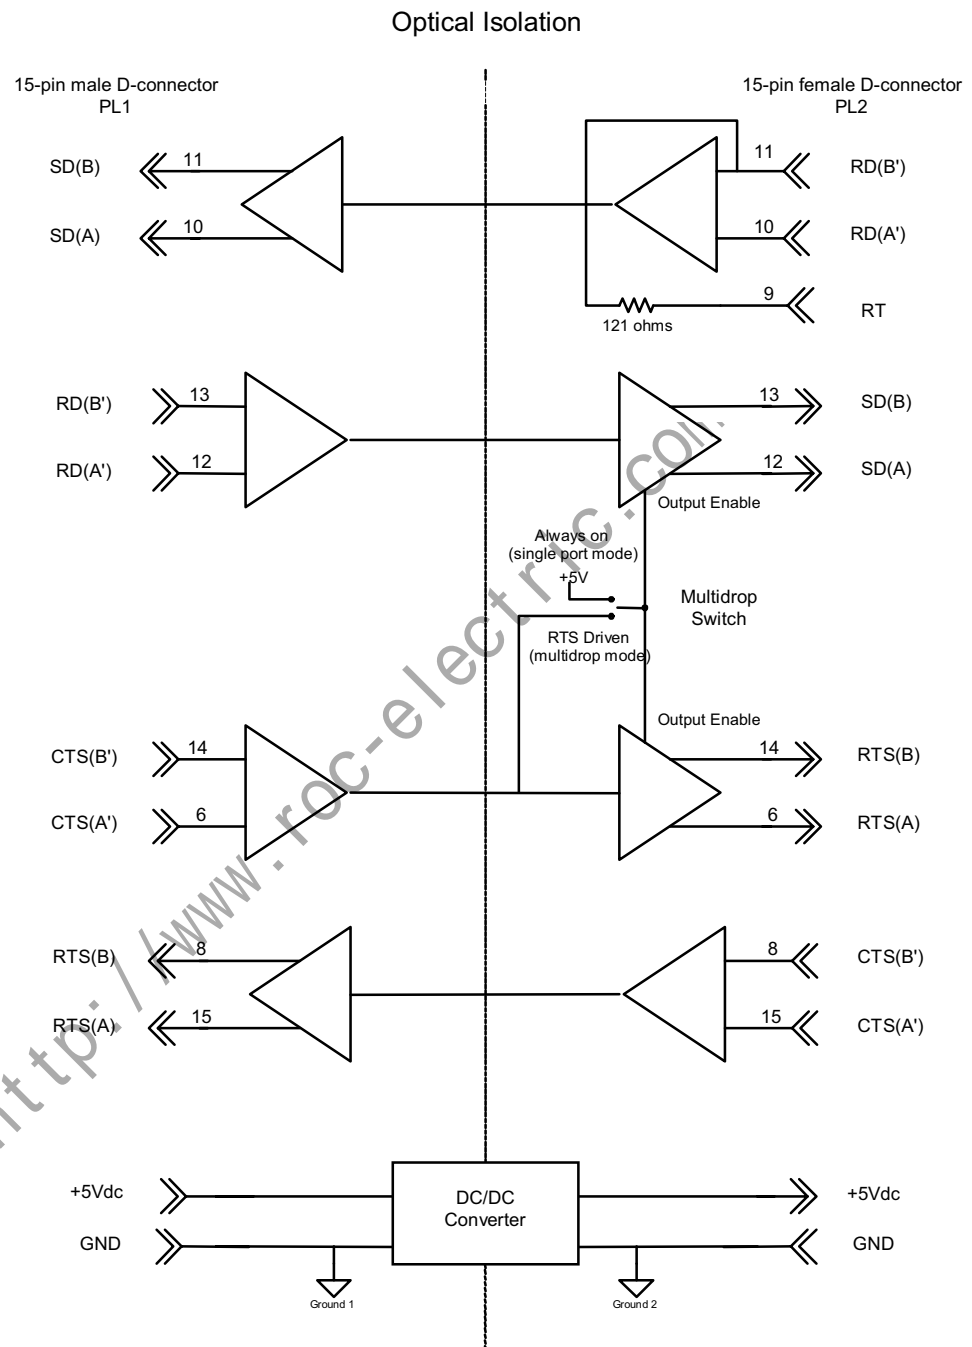 Optical Isolation
15-pin male D-connector
PL1
15-pin female D-connector
PL2
SD(B)
11
11
RD(B')
SD(A)
10
10
RD(A')
9
RT
121 ohms
RD(B')
13
13
SD(B)
RD(A')
12
12
SD(A)
Output Enable
Always on
(single port mode)
+5V
Multidrop
Switch
RTS Driven
(multidrop mode)
Output Enable
CTS(B')
14
14
RTS(B)
CTS(A')
6
6
RTS(A)
RTS(B)
8
8
CTS(B')
RTS(A)
15
15
CTS(A')
+5Vdc
DC/DC
Converter
+5Vdc
GND
GND
Ground 1
Ground 2
http://www.roc-electric.com